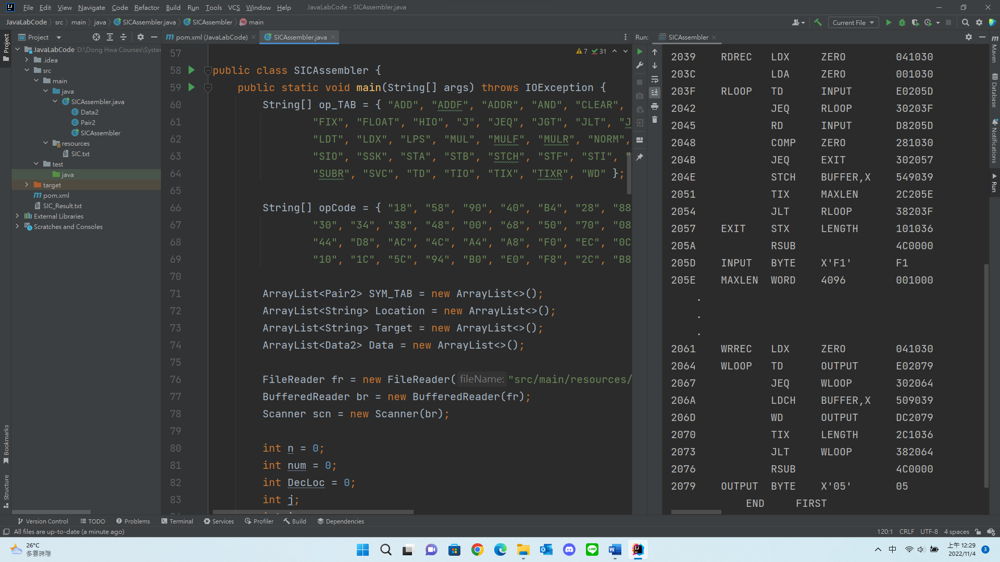 File Edit View Navigate Code Refactor Build Run Tools VCS Window Help JavaLabCode - SICAssembler.java
JavaLabCode src main java SICAssembler.java SICAssembler main
Current File
Project
pom.xml (JavaLabCode)
SICAssembler.java
Run: SICAssembler
Project
JavaLabCode D:\Dong Hwa Courses\System
.idea
src
main
java
SICAssembler.java
Data2
Pair2
SICAssembler
resources
SIC.txt
test
java
target
pom.xml
SIC_Result.txt
External Libraries
Scratches and Consoles
Bookmarks
Structure
7 31
57
58 public class SICAssembler {
59 public static void main(String[] args) throws IOException {
60 String[] op_TAB = { "ADD", "ADDF", "ADDR", "AND", "CLEAR",
61 "FIX", "FLOAT", "HIO", "J", "JEQ", "JGT", "JLT", "J
62 "LDT", "LDX", "LPS", "MUL", "MULF", "MULR", "NORM",
63 "SIO", "SSK", "STA", "STB", "STCH", "STF", "STI", "
64 "SUBR", "SVC", "TD", "TIO", "TIX", "TIXR", "WD" };
65
66 String[] opCode = { "18", "58", "90", "40", "B4", "28", "88
67 "30", "34", "38", "48", "00", "68", "50", "70", "08
68 "44", "D8", "AC", "4C", "A4", "A8", "F0", "EC", "0C
69 "10", "1C", "5C", "94", "B0", "E0", "F8", "2C", "B8
70
71 ArrayList<Pair2> SYM_TAB = new ArrayList<>();
72 ArrayList<String> Location = new ArrayList<>();
73 ArrayList<String> Target = new ArrayList<>();
74 ArrayList<Data2> Data = new ArrayList<>();
75
76 FileReader fr = new FileReader( fileName: "src/main/resources/
77 BufferedReader br = new BufferedReader(fr);
78 Scanner scn = new Scanner(br);
79
80 int n = 0;
81 int num = 0;
82 int DecLoc = 0;
83 int j;
2039 RDREC LDX ZERO 041030
203C LDA ZERO 001030
203F RLOOP TD INPUT E0205D
2042 JEQ RLOOP 30203F
2045 RD INPUT D8205D
2048 COMP ZERO 281030
204B JEQ EXIT 302057
204E STCH BUFFER,X 549039
2051 TIX MAXLEN 2C205E
2054 JLT RLOOP 38203F
2057 EXIT STX LENGTH 101036
205A RSUB 4C0000
205D INPUT BYTE X'F1' F1
205E MAXLEN WORD 4096 001000
.
.
.
2061 WRREC LDX ZERO 041030
2064 WLOOP TD OUTPUT E02079
2067 JEQ WLOOP 302064
206A LDCH BUFFER,X 509039
206D WD OUTPUT DC2079
2070 TIX LENGTH 2C1036
2073 JLT WLOOP 382064
2076 RSUB 4C0000
2079 OUTPUT BYTE X'05' 05
END FIRST
Maven
Database
Notifications
Run
Version Control TODO Problems Terminal Services Profiler Build Dependencies
All files are up-to-date (a minute ago)
120:1 CRLF UTF-8 4 spaces
26°C
多雲時陰
中
上午 12:29
2022/11/4
3